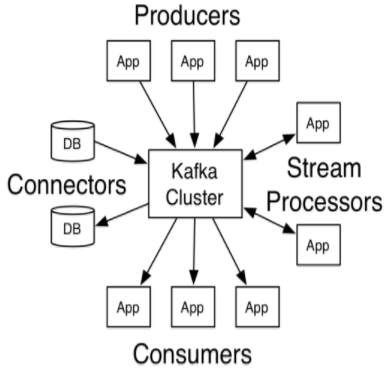 Producers
App
App
App
DB
App
Kafka
Cluster
Connectors
Stream
Processors
DB
App
App
App
App
Consumers